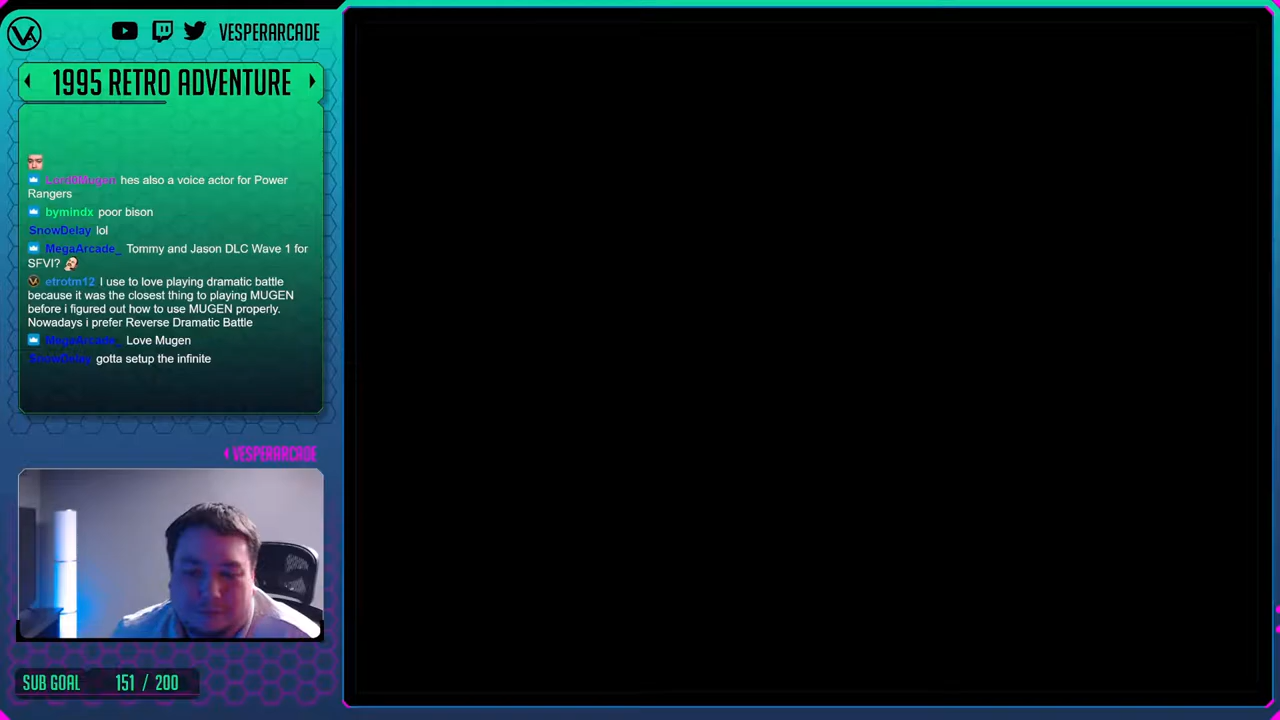 VESPERARCADE
1995 RETRO ADVENTURE
hes also a voice actor for Power
Rangers
bymindx poor bison
SnowDelay lol
MegaArcade_ Tommy and Jason DLC Wave 1 for
SFVI?
etrotm12 I use to love playing dramatic battle
because it was the closest thing to playing MUGEN
before i figured out how to use MUGEN properly.
Nowadays i prefer Reverse Dramatic Battle
MegaArcade_ Love Mugen
SnowDelay gotta setup the infinite
VESPERARCADE
SUB GOAL 151 / 200